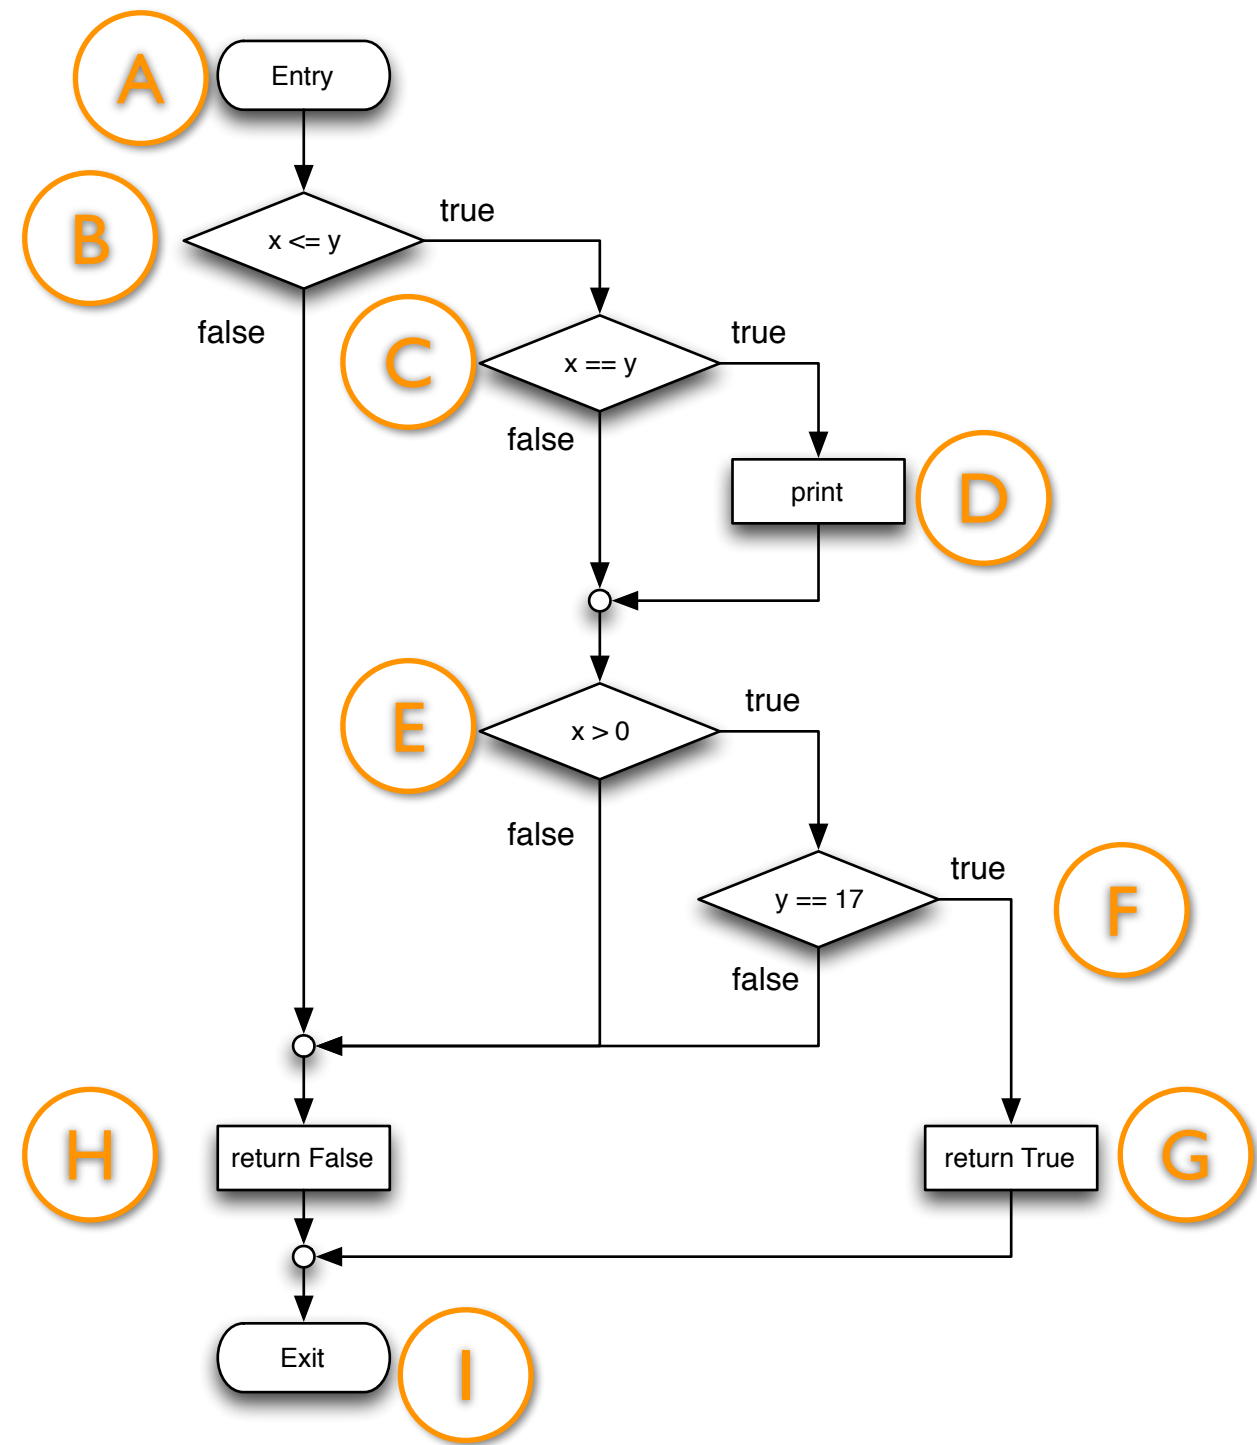 A
Entry
B
x <= y
true
false
C
x == y
true
false
print
D
E
x > 0
true
false
y == 17
true
F
false
H
return False
return True
G
Exit
I